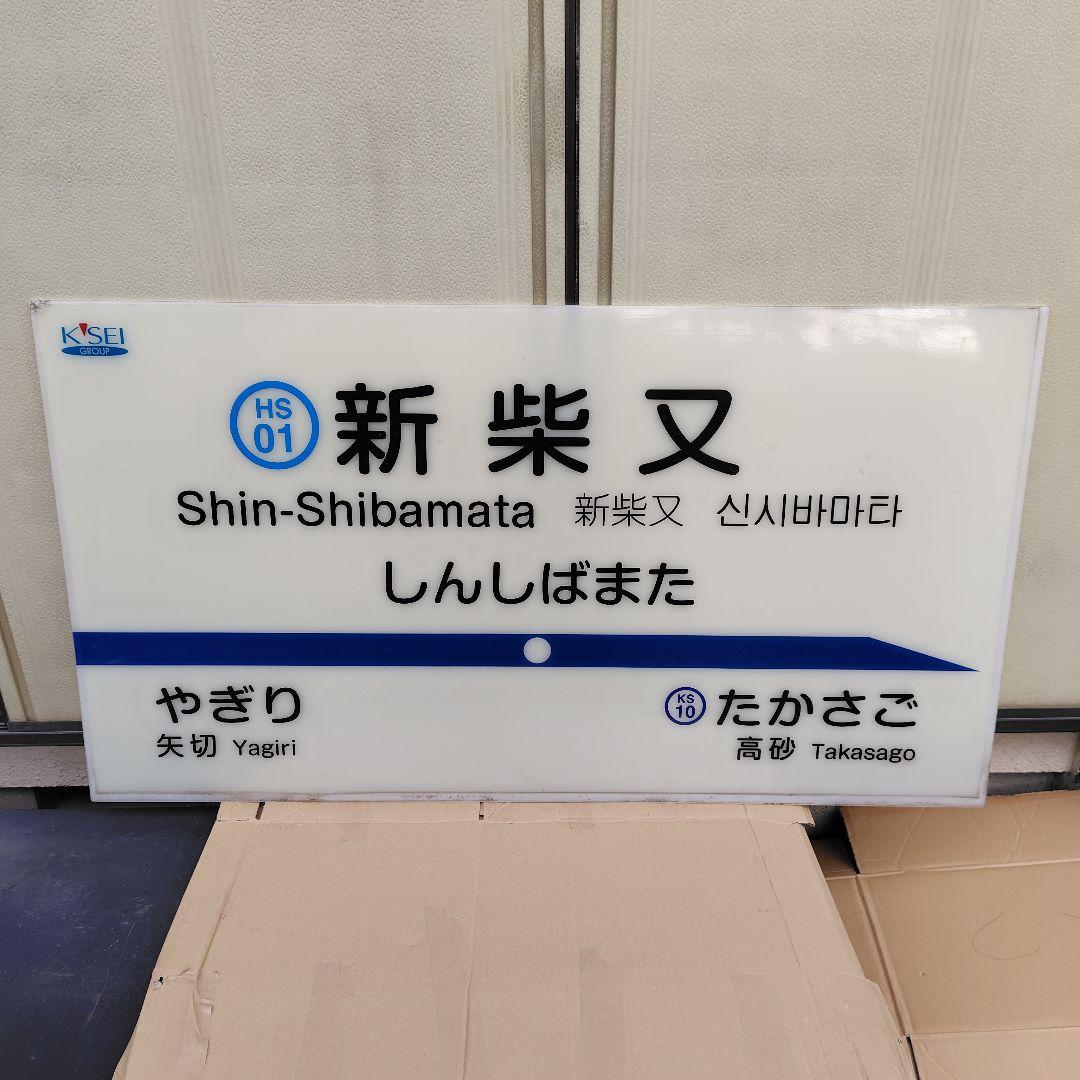 K'SEI
GROUP
HS
01
新柴又
Shin-Shibamata 新柴又 신시바마타
しんしばまた
やぎり
矢切 Yagiri
KS
10
たかさご
高砂 Takasago